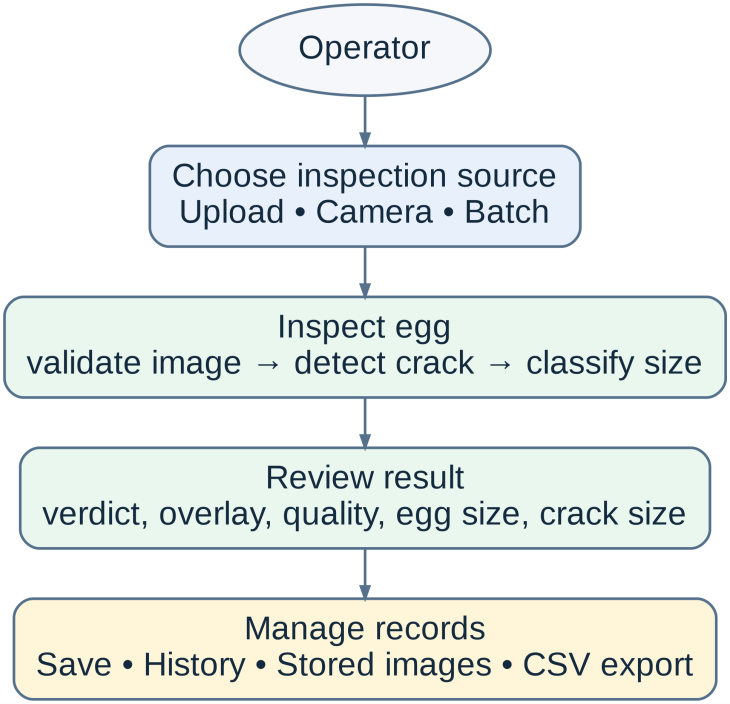 Operator
Choose inspection source
Upload • Camera • Batch
Inspect egg
validate image → detect crack → classify size
Review result
verdict, overlay, quality, egg size, crack size
Manage records
Save • History • Stored images • CSV export